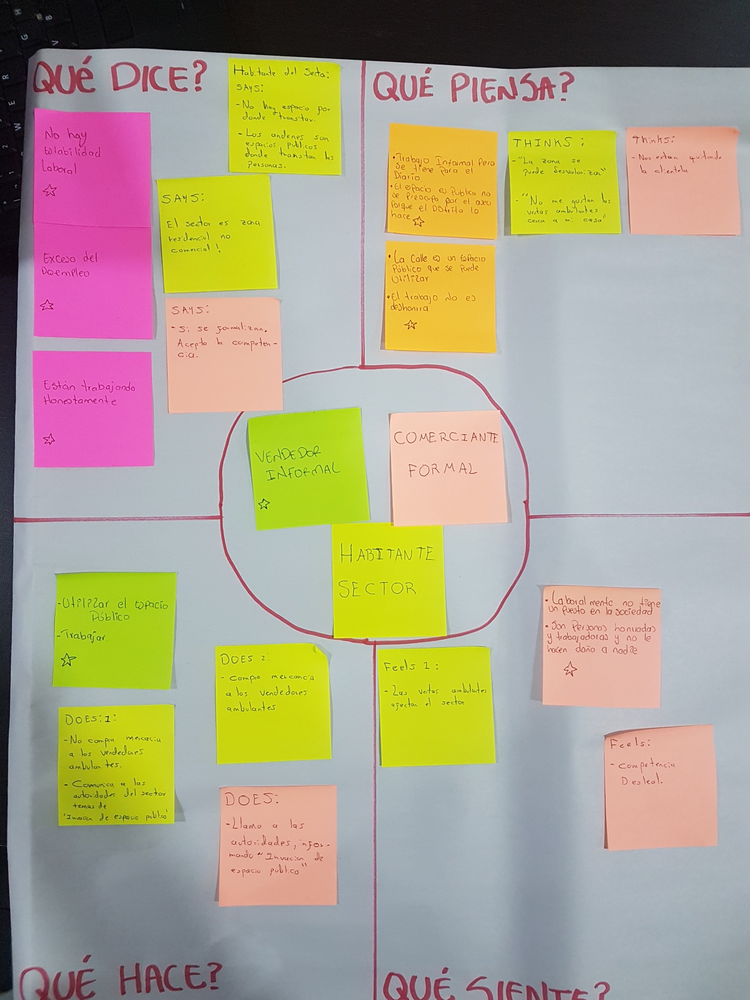 QUÉ DICE?
Habitante del Secto:
SAYS:
- No hay espacio por
donde transitar.
- Los andenes son
espacios publicos
donde transitan las
personas.
No hay
Estabilidad
Laboral
Exceso del
Desempleo
Están trabajando
Honestamente
SAYS:
El sector es zona
residencial no
comercial!
SAYS:
- Si se formalizan.
Acepto la competen-
cia.
QUÉ PIENSA?
• Trabajo Informal Pero
Se tiene Para el
Diario.
• El espacio es Público no
se Preocupa por el aseo
Porque el Distrito lo
hace
• La Calle es un Espacio
Público que se Puede
Utilizar
• El trabajo no es
deshonra
THINKS:
- "La zona se
puede desvalorizar"
- "No me gustan las
ventas ambulantes
cerca a mi casa"
Thinks:
- Nos estan quitando
la clientela
VENDEDOR
INFORMAL
COMERCIANTE
FORMAL
HABITANTE
SECTOR
- Utilizar el Espacio
Público
- Trabajar.
DOES:1:
- No compra mercacia
a los vendedores
ambulantes.
- Comunica a las
autoridades del sector
temas de
"Invacion de espacio publico"
DOES 2:
- Compra mercancia
a los vendedores
ambulantes
DOES:
- Llama a las
autoridades, infor-
mando "Invacion de
espacio publico"
QUÉ HACE?
Feels 1:
- Las ventas ambulantes
afectan el sector
• Laboralmente no tiene
un puesto en la sociedad
• Son Personas honradas
y trabajadoras y no le
hacen daño a nadie
Feels:
- Competencia
Desleal.
QUÉ SIENTE?